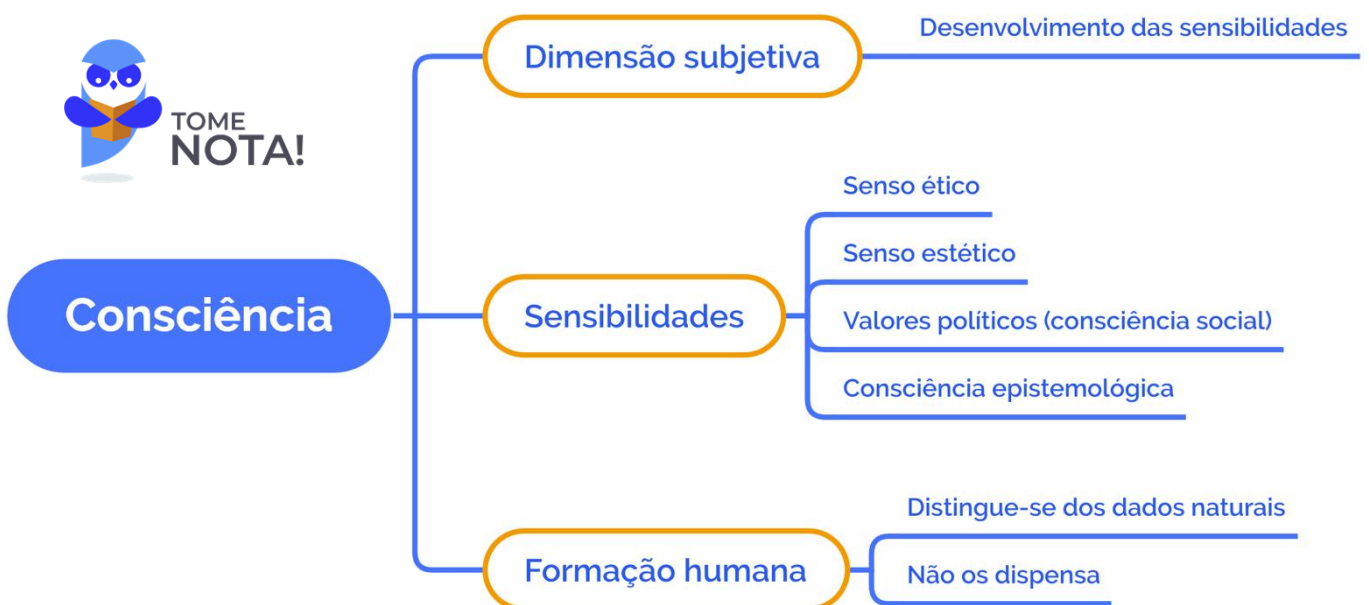 TOME
NOTA!
Consciência
Dimensão subjetiva
Desenvolvimento das sensibilidades
Sensibilidades
Senso ético
Senso estético
Valores políticos (consciência social)
Consciência epistemológica
Formação humana
Distingue-se dos dados naturais
Não os dispensa